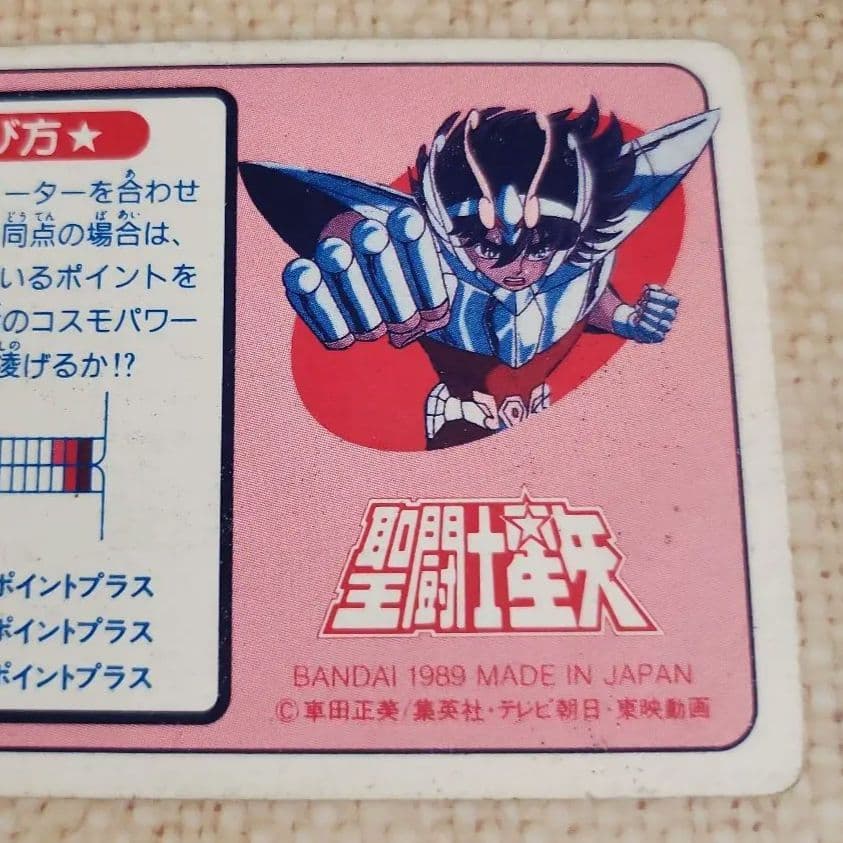 び方★
ーターを合わせ
同点の場合は、
いるポイントを
のコスモパワー
凌げるか!?
ポイントプラス
ポイントプラス
ポイントプラス
聖闘士星矢
BANDAI 1989 MADE IN JAPAN
©車田正美/集英社・テレビ朝日・東映動画